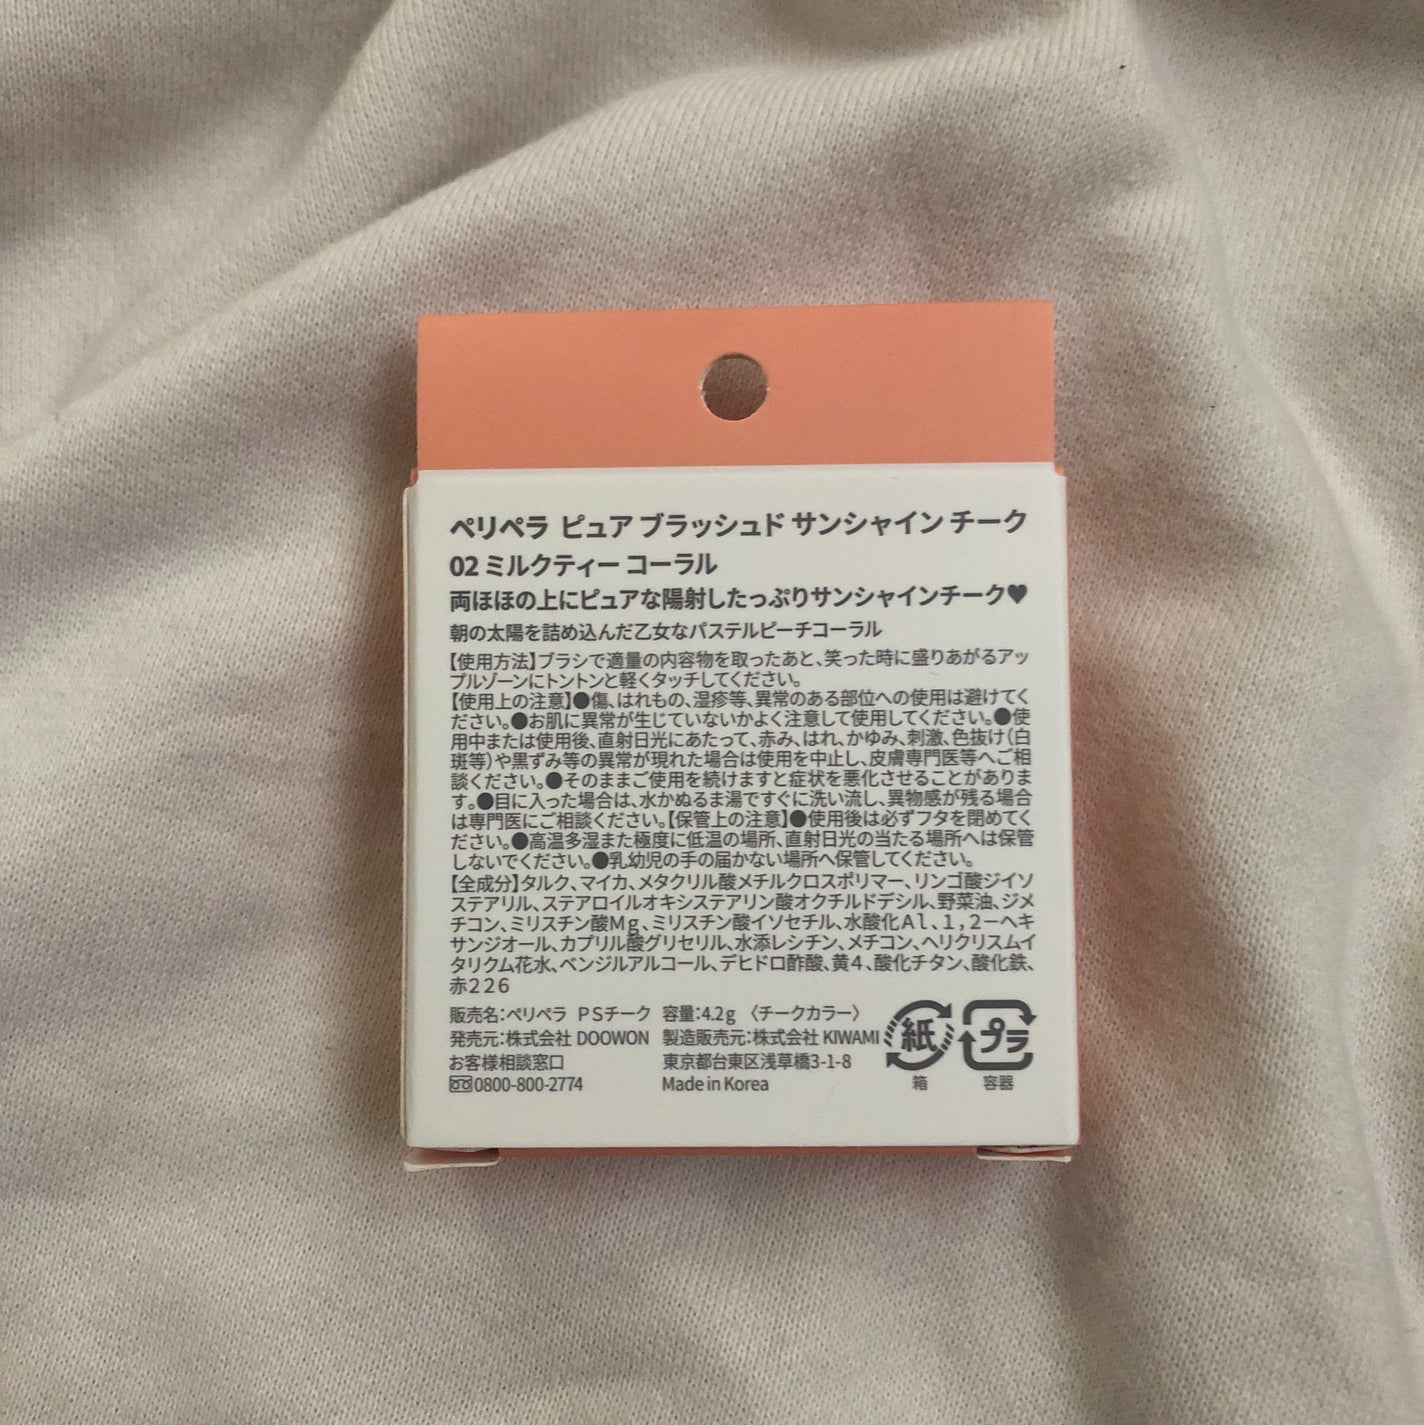 ペリペラ ピュア ブラッシュド サンシャイン チーク
02 ミルクティー コーラル
両ほほの上にピュアな陽射したっぷりサンシャインチーク♥
朝の太陽を詰め込んだ乙女なパステルピーチコーラル
【使用方法】ブラシで適量の内容物を取ったあと、笑った時に盛りあがるアッ
プルゾーンにトントンと軽くタッチしてください。
【使用上の注意】●傷、はれもの、湿疹等、異常のある部位への使用は避けてく
ださい。●お肌に異常が生じていないかよく注意して使用してください。●使
用中または使用後、直射日光にあたって、赤み、はれ、かゆみ、刺激、色抜け（白
斑等）や黒ずみ等の異常が現れた場合は使用を中止し、皮膚専門医等へご相
談ください。●そのままご使用を続けますと症状を悪化させることがありま
す。●目に入った場合は、水かぬるま湯ですぐに洗い流し、異物感が残る場合
は専門医にご相談ください。【保管上の注意】●使用後は必ずフタを閉めてく
ださい。●高温多湿また極度に低温の場所、直射日光の当たる場所へは保管
しないでください。●乳幼児の手の届かない場所へ保管してください。
【全成分】タルク、マイカ、メタクリル酸メチルクロスポリマー、リンゴ酸ジイソ
ステアリル、ステアロイルオキシステアリン酸オクチルドデシル、野菜油、ジメ
チコン、ミリスチン酸Mg、ミリスチン酸イソセチル、水酸化Al、1，2－ヘキ
サンジオール、カプリル酸グリセリル、水添レシチン、メチコン、ヘリクリスムイ
タリクム花水、ベンジルアルコール、デヒドロ酢酸、黄4、酸化チタン、酸化鉄、
赤226
販売名：ペリペラ PSチーク 容量：4.2g 〈チークカラー〉
発売元：株式会社 DOOWON 製造販売元：株式会社 KIWAMI
お客様相談窓口 東京都台東区浅草橋3-1-8
0800-800-2774 Made in Korea
紙 プラ
箱 容器